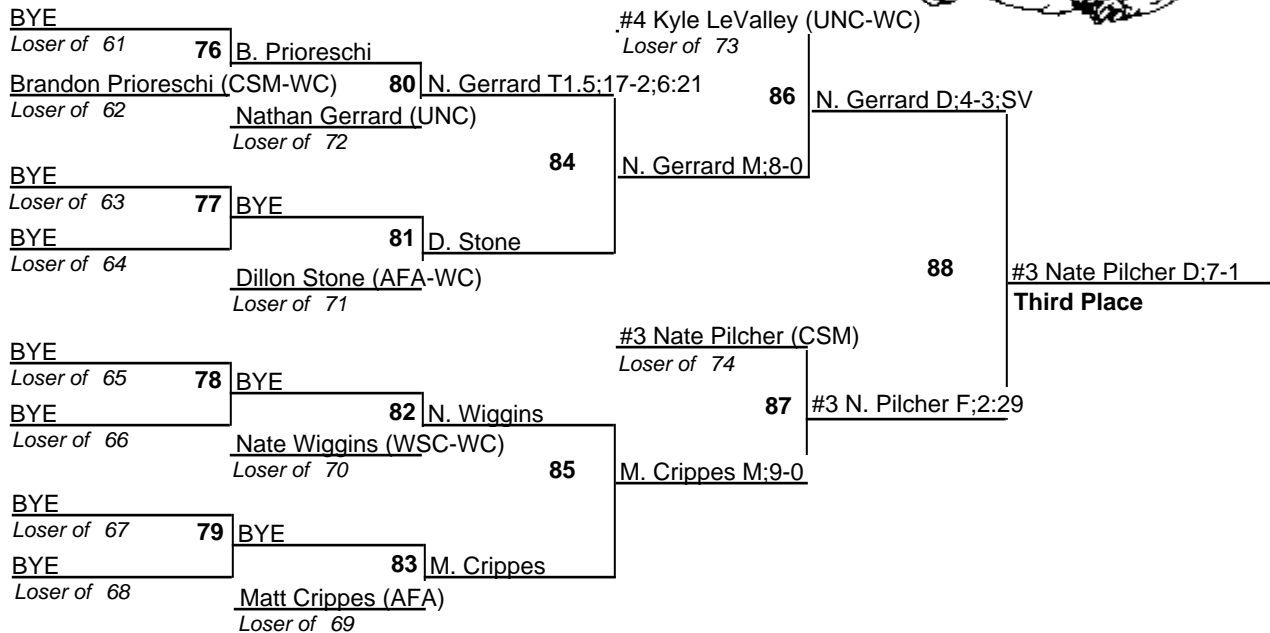 BYE
Loser of 61
76
B. Prioreschi
Brandon Prioreschi (CSM-WC)
Loser of 62
80
N. Gerrard T1.5;17-2;6:21
Nathan Gerrard (UNC)
Loser of 72
BYE
Loser of 63
77
BYE
BYE
Loser of 64
81
D. Stone
Dillon Stone (AFA-WC)
Loser of 71
84
N. Gerrard M;8-0
#4 Kyle LeValley (UNC-WC)
Loser of 73
86
N. Gerrard D;4-3;SV
BYE
Loser of 65
78
BYE
BYE
Loser of 66
82
N. Wiggins
Nate Wiggins (WSC-WC)
Loser of 70
BYE
Loser of 67
79
BYE
BYE
Loser of 68
83
M. Crippes
Matt Crippes (AFA)
Loser of 69
85
M. Crippes M;9-0
#3 Nate Pilcher (CSM)
Loser of 74
87
#3 N. Pilcher F;2:29
88
#3 Nate Pilcher D;7-1
Third Place